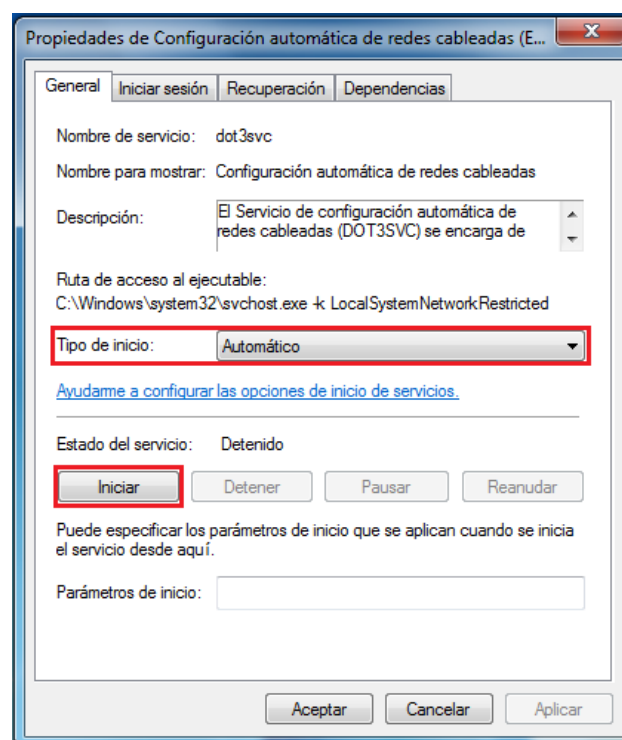 Propiedades de Configuración automática de redes cableadas (E...
General Iniciar sesión Recuperación Dependencias
Nombre de servicio: dot3svc
Nombre para mostrar: Configuración automática de redes cableadas
Descripción: El Servicio de configuración automática de
redes cableadas (DOT3SVC) se encarga de
Ruta de acceso al ejecutable:
C:\Windows\system32\svchost.exe -k LocalSystemNetworkRestricted
Tipo de inicio: Automático
Ayudarme a configurar las opciones de inicio de servicios.
Estado del servicio: Detenido
Iniciar Detener Pausar Reanudar
Puede especificar los parámetros de inicio que se aplican cuando se inicia
el servicio desde aquí.
Parámetros de inicio:
Aceptar Cancelar Aplicar